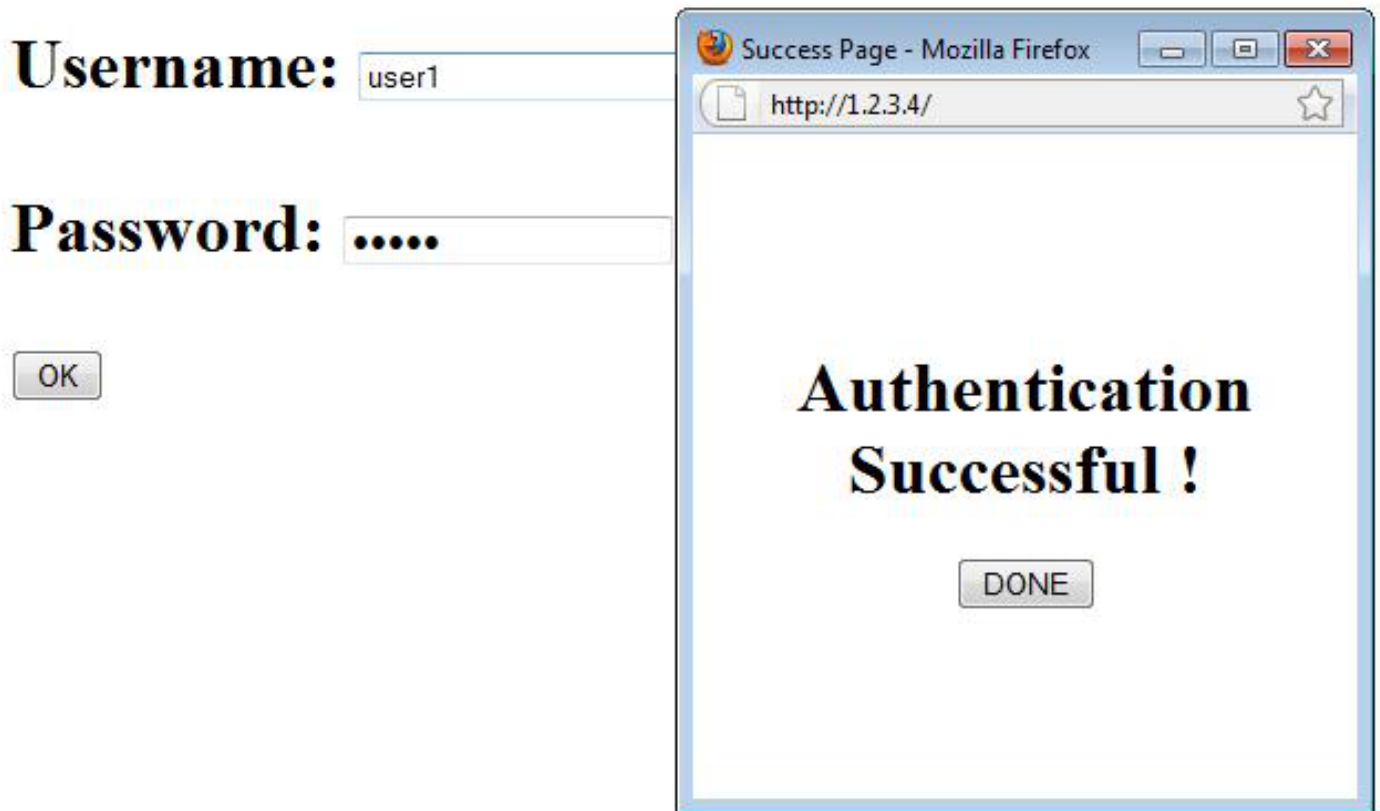 Username: user1
Password: •••••
OK
Success Page - Mozilla Firefox
http://1.2.3.4/
Authentication
Successful !
DONE